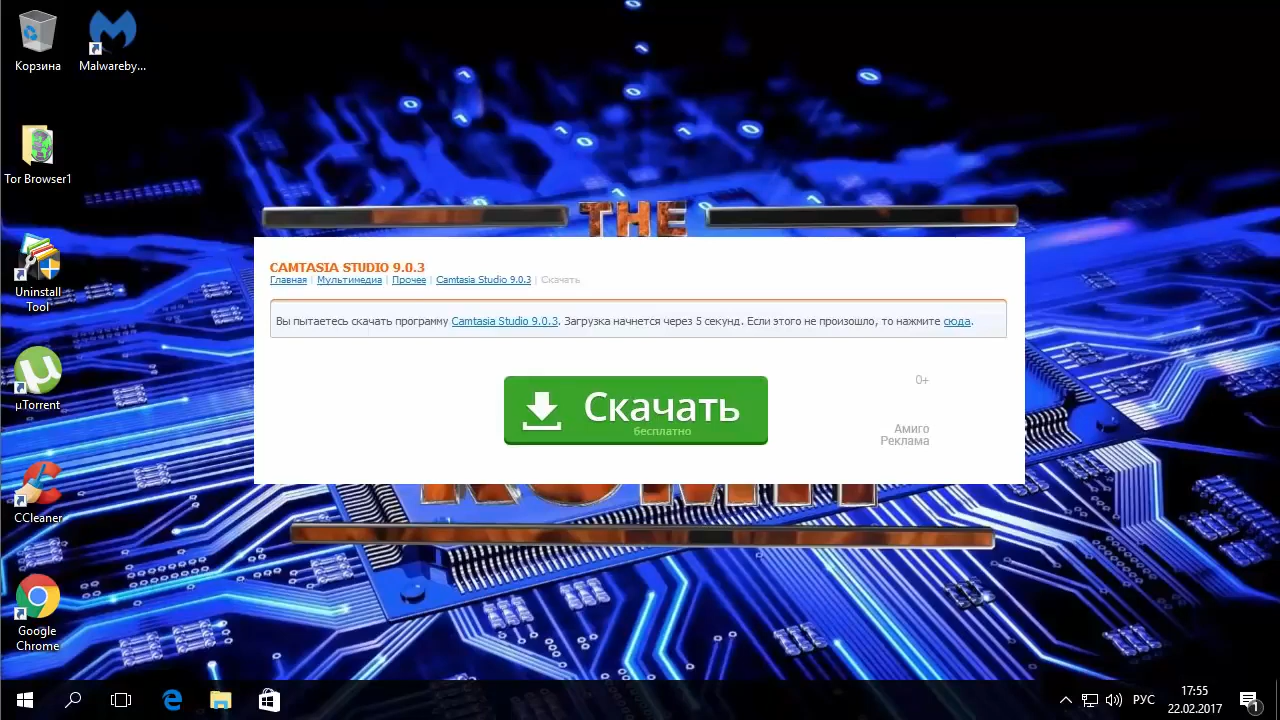 Корзина
Malwareby...
Tor Browser1
Uninstall
Tool
µTorrent
CCleaner
Google
Chrome
THE
CAMTASIA STUDIO 9.0.3
Главная | Мультимедиа | Прочее | Camtasia Studio 9.0.3 | Скачать
Вы пытаетесь скачать программу Camtasia Studio 9.0.3. Загрузка начнется через 5 секунд. Если этого не произошло, то нажмите сюда.
Скачать
бесплатно
0+
Амиго
Реклама
РУС
17:55
22.02.2017
1